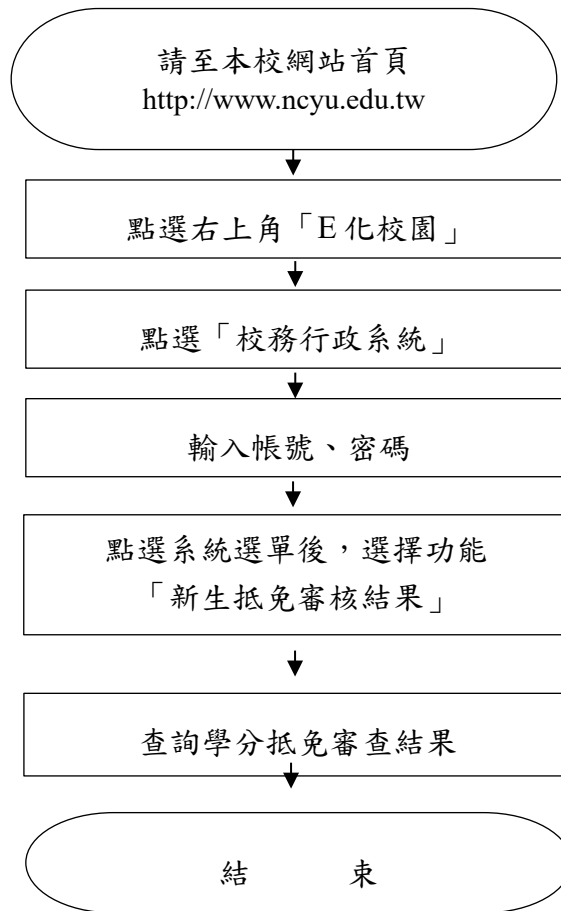 請至本校網站首頁
http://www.ncyu.edu.tw
點選右上角「E化校園」
點選「校務行政系統」
輸入帳號、密碼
點選系統選單後，選擇功能
「新生抵免審核結果」
查詢學分抵免審查結果
結　　　束